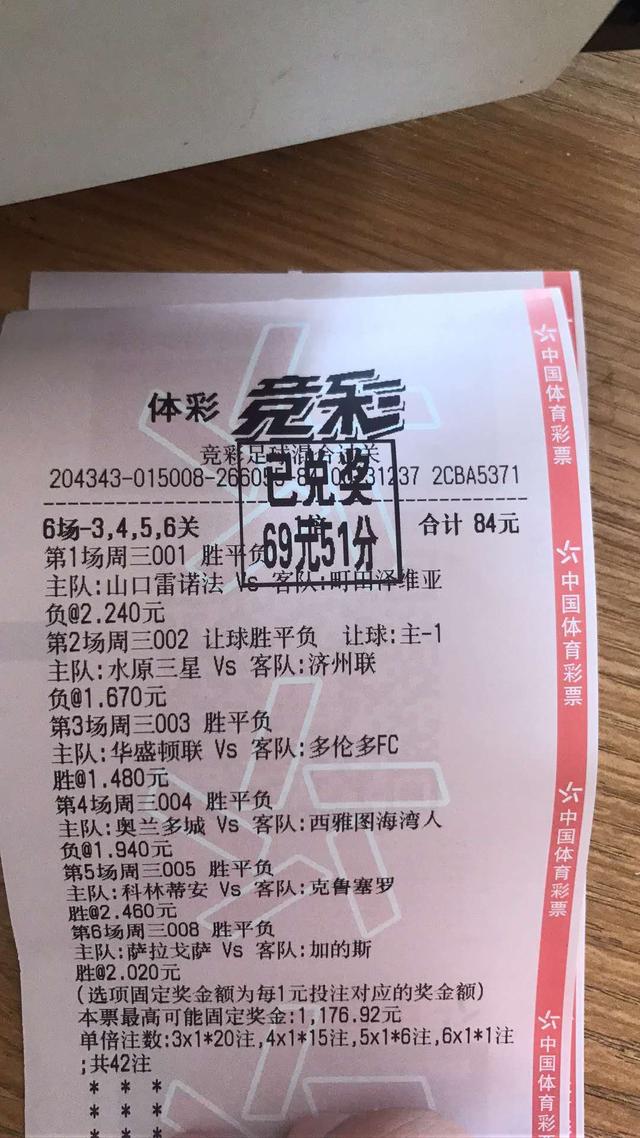 体彩 竞彩
竞彩足球混合过关
204343-015008-266055- 231237 2CBA5371
已兑奖
69元51分
6场-3,4,5,6关 合计 84元
第1场周三001 胜平负
主队:山口雷诺法 Vs 客队:町田泽维亚
负@2.240元
第2场周三002 让球胜平负 让球:主-1
主队:水原三星 Vs 客队:济州联
负@1.670元
第3场周三003 胜平负
主队:华盛顿联 Vs 客队:多伦多FC
胜@1.480元
第4场周三004 胜平负
主队:奥兰多城 Vs 客队:西雅图海湾人
负@1.940元
第5场周三005 胜平负
主队:科林蒂安 Vs 客队:克鲁塞罗
胜@2.460元
第6场周三008 胜平负
主队:萨拉戈萨 Vs 客队:加的斯
胜@2.020元
(选项固定奖金额为每1元投注对应的奖金额)
本票最高可能固定奖金:1,176.92元
单倍注数:3x1*20注,4x1*15注,5x1*6注,6x1*1注
;共42注
* * *
* * *
* * *
中国体育彩票
中国体育彩票
中国体育彩票
中国体育彩票